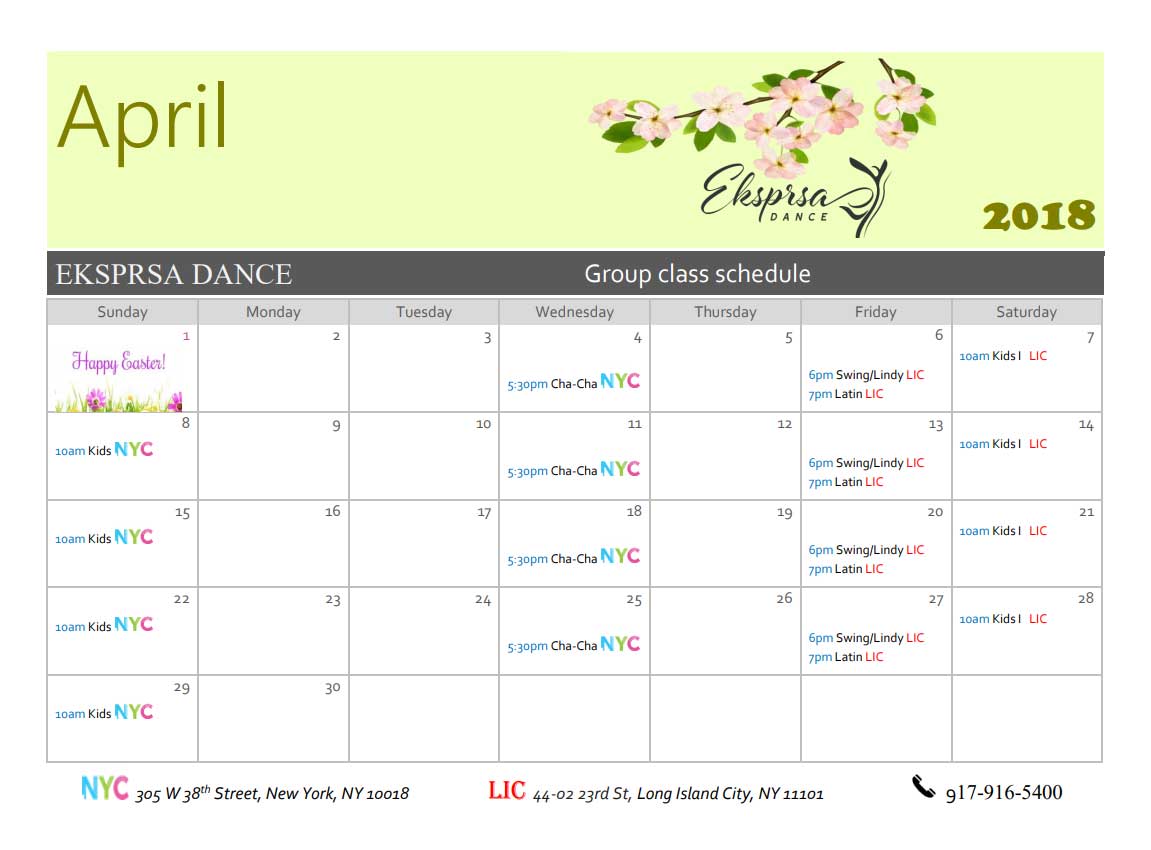 April
Eksprsa
DANCE
2018
EKSPRSA DANCE Group class schedule
Sunday Monday Tuesday Wednesday Thursday Friday Saturday
1 2 3 4 5 6 7
Happy Easter!
5:30pm Cha-Cha NYC
6pm Swing/Lindy LIC
7pm Latin LIC
10am Kids I LIC
8 9 10 11 12 13 14
10am Kids NYC
5:30pm Cha-Cha NYC
6pm Swing/Lindy LIC
7pm Latin LIC
10am Kids I LIC
15 16 17 18 19 20 21
10am Kids NYC
5:30pm Cha-Cha NYC
6pm Swing/Lindy LIC
7pm Latin LIC
10am Kids I LIC
22 23 24 25 26 27 28
10am Kids NYC
5:30pm Cha-Cha NYC
6pm Swing/Lindy LIC
7pm Latin LIC
10am Kids I LIC
29 30
10am Kids NYC
NYC 305 W 38th Street, New York, NY 10018 LIC 44-02 23rd St, Long Island City, NY 11101 917-916-5400